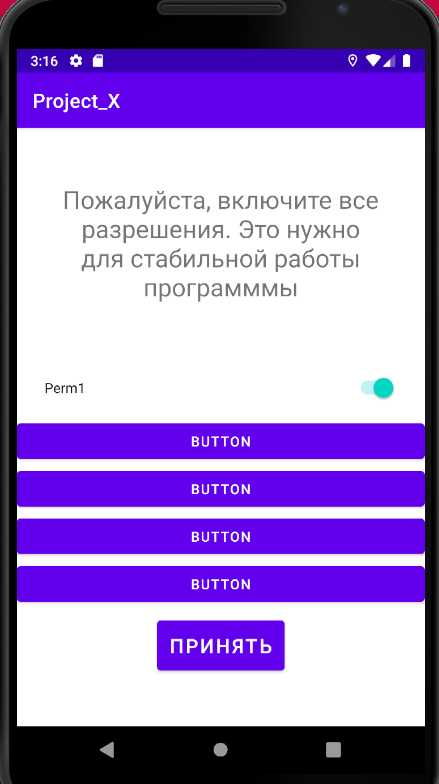 3:16
Project_X
Пожалуйста, включите все
разрешения. Это нужно
для стабильной работы
программмы
Perm1
BUTTON
BUTTON
BUTTON
BUTTON
ПРИНЯТЬ